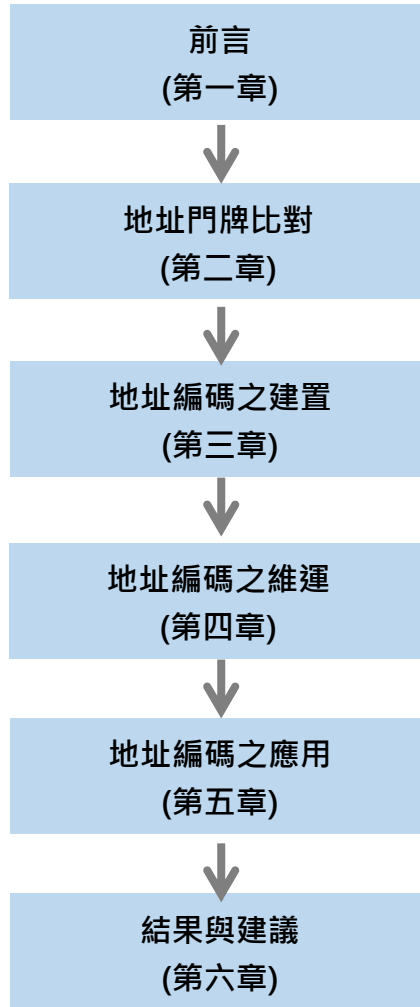 前言
(第一章)
地址門牌比對
(第二章)
地址編碼之建置
(第三章)
地址編碼之維運
(第四章)
地址編碼之應用
(第五章)
結果與建議
(第六章)